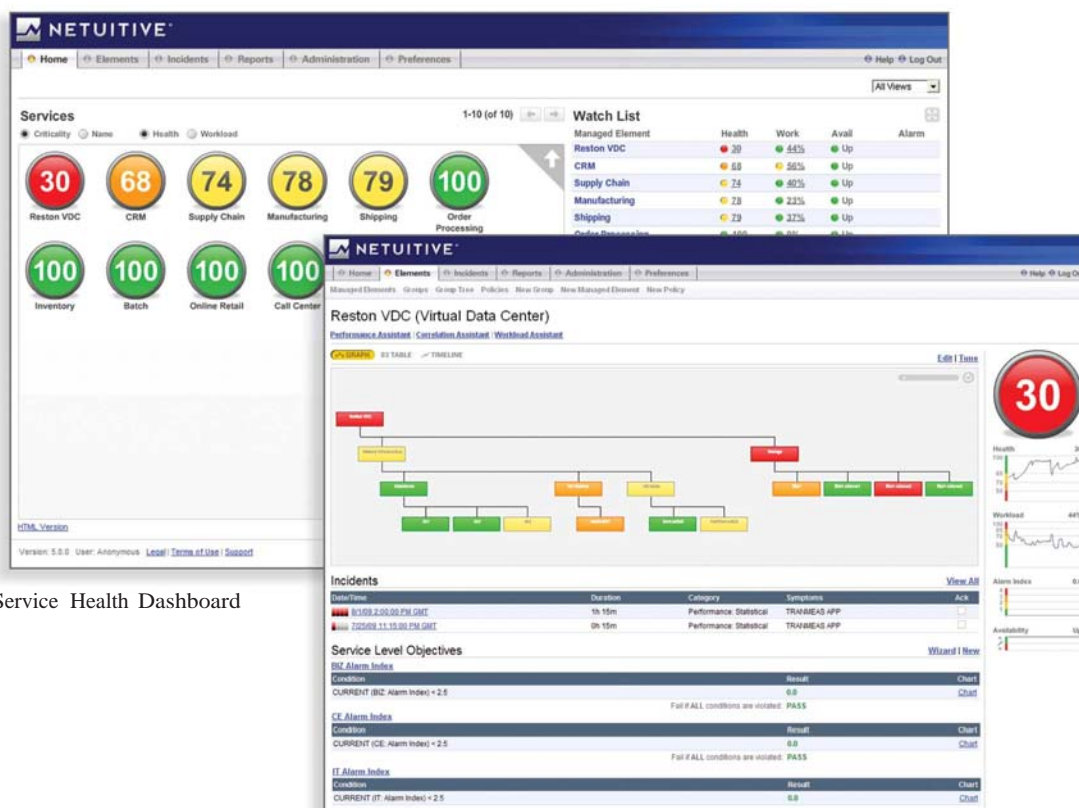 NETUITIVE
Home Elements Incidents Reports Administration Preferences Help Log Out
All Views
Services 1-10 (of 10)
Criticality Name Health Workload
30 68 74 78 79 100
Reston VDC CRM Supply Chain Manufacturing Shipping Order Processing
100 100 100 100
Inventory Batch Online Retail Call Center
Watch List
Managed Element Health Work Avail Alarm
Reston VDC 30 44% Up
CRM 68 56% Up
Supply Chain 74 40% Up
Manufacturing 78 23% Up
Shipping 79 37% Up
Order Processing 100
HTML Version
Version: 5.0.0 User: Anonymous Legal | Terms of Use | Support
Service Health Dashboard
NETUITIVE
Home Elements Incidents Reports Administration Preferences Help Log
Managed Elements Groups Group Tree Policies New Group New Managed Element New Policy
Reston VDC (Virtual Data Center)
Performance Assistant | Correlation Assistant | Workload Assistant
GRAPH TABLE TIMELINE
Edit | Tune
30
Health
Workload 44%
Alarm Index
Availability
Incidents View All
Date/Time Duration Category Symptoms Ack
8/1/09 2:00:00 PM GMT 1h 15m Performance: Statistical TRANMEAS APP
7/25/09 11:15:00 PM GMT 0h 15m Performance: Statistical TRANMEAS APP
Service Level Objectives Wizard | New
BIZ Alarm Index
Condition Result Chart
CURRENT (BIZ: Alarm Index) < 2.5 0.0 Chart
Fail if ALL conditions are violated: PASS
CE Alarm Index
Condition Result Chart
CURRENT (CE: Alarm Index) < 2.5 0.0 Chart
Fail if ALL conditions are violated: PASS
IT Alarm Index
Condition Result Chart
CURRENT (IT: Alarm Index) < 2.5 0.0 Chart